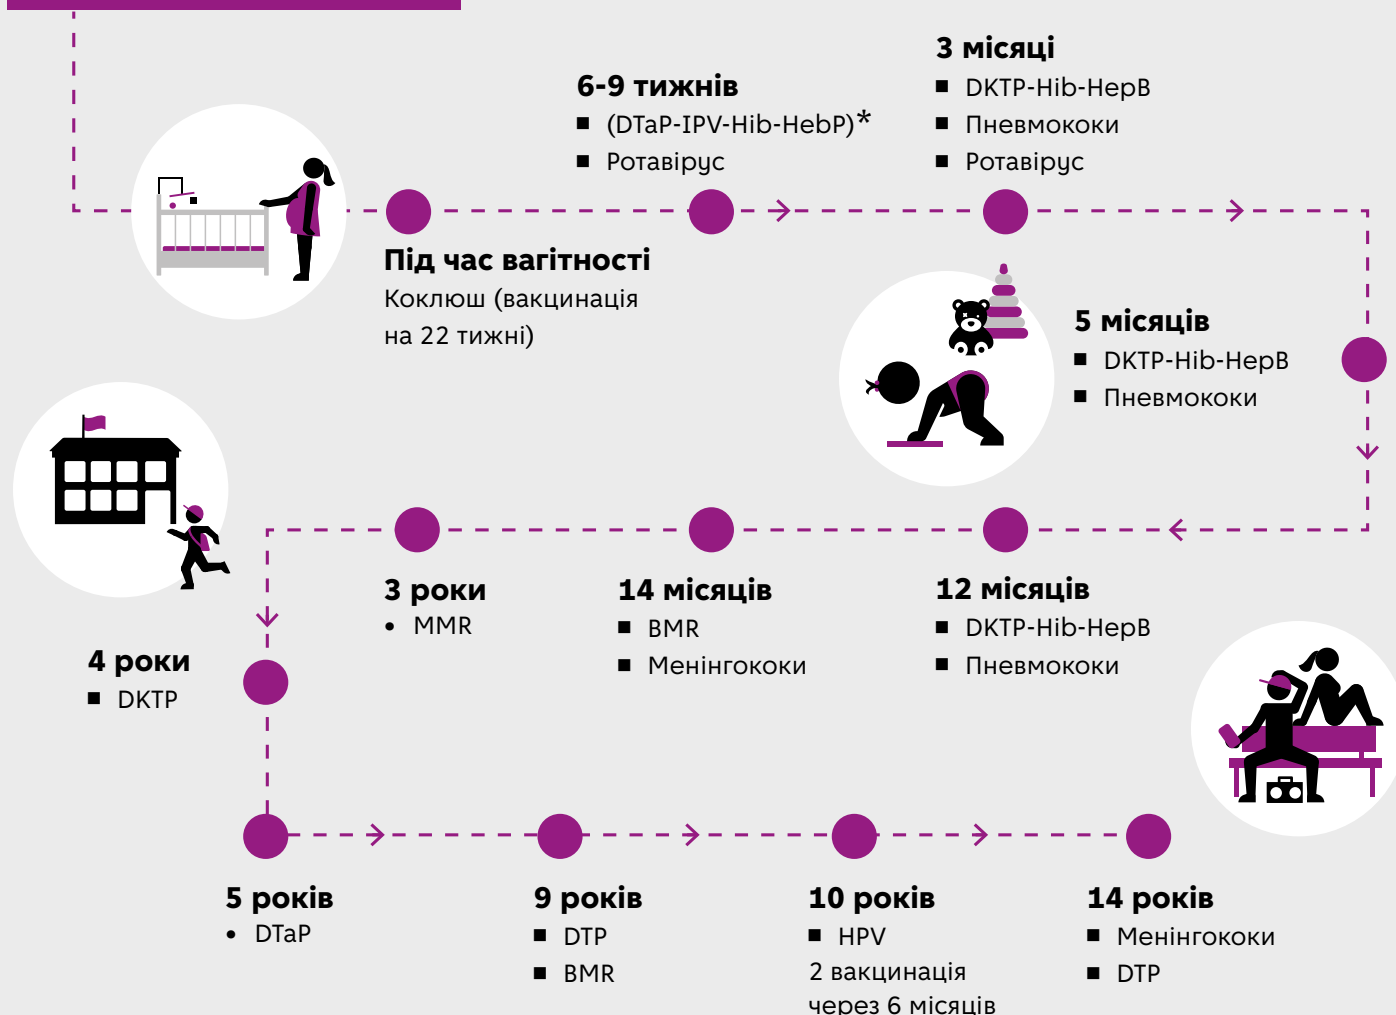 Під час вагітності
Коклюш (вакцинація
на 22 тижні)
6-9 тижнів
▪ (DTaP-IPV-Hib-HebP)*
▪ Ротавірус
3 місяці
▪ DKTP-Hib-HepB
▪ Пневмококи
▪ Ротавірус
5 місяців
▪ DKTP-Hib-HepB
▪ Пневмококи
12 місяців
▪ DKTP-Hib-HepB
▪ Пневмококи
14 місяців
▪ BMR
▪ Менінгококи
3 роки
• MMR
4 роки
▪ DKTP
5 років
• DTaP
9 років
▪ DTP
▪ BMR
10 років
▪ HPV
2 вакцинація
через 6 місяців
14 років
▪ Менінгококи
▪ DTP